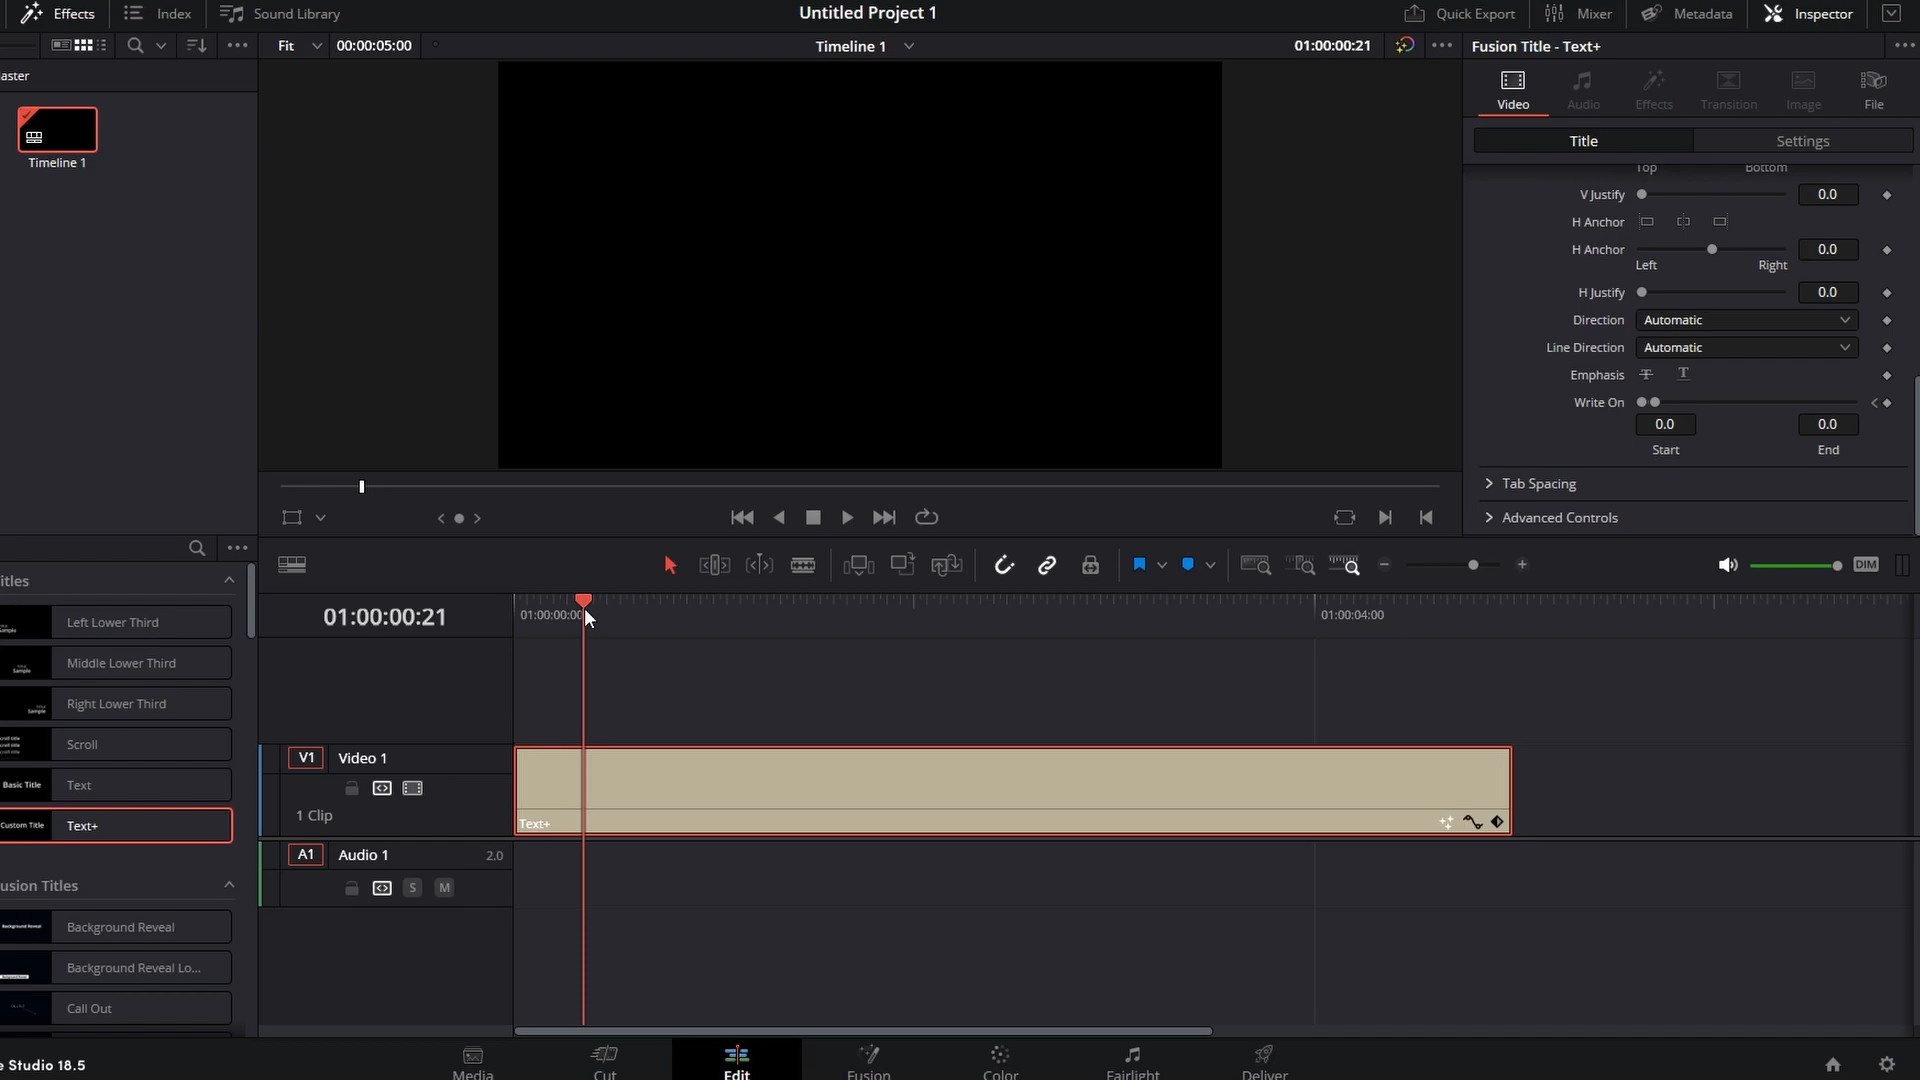 Effects
Index
Sound Library
Untitled Project 1
Quick Export
Mixer
Metadata
Inspector
Fit
00:00:05:00
Timeline 1
01:00:00:21
Fusion Title - Text+
aster
Timeline 1
Video
Audio
Effects
Transition
Image
File
Title
Settings
Top
Bottom
V Justify
0.0
H Anchor
H Anchor
0.0
Left
Right
H Justify
0.0
Direction
Automatic
Line Direction
Automatic
Emphasis
Write On
0.0
0.0
Start
End
Tab Spacing
Advanced Controls
DIM
itles
Left Lower Third
Middle Lower Third
Right Lower Third
Scroll
Basic Title
Text
Custom Title
Text+
usion Titles
Background Reveal
Background Reveal
Background Reveal Lo...
Call Out
01:00:00:21
01:00:00:00
01:00:04:00
V1
Video 1
1 Clip
Text+
A1
Audio 1
2.0
S
M
e Studio 18.5
Media
Cut
Edit
Fusion
Color
Fairlight
Deliver